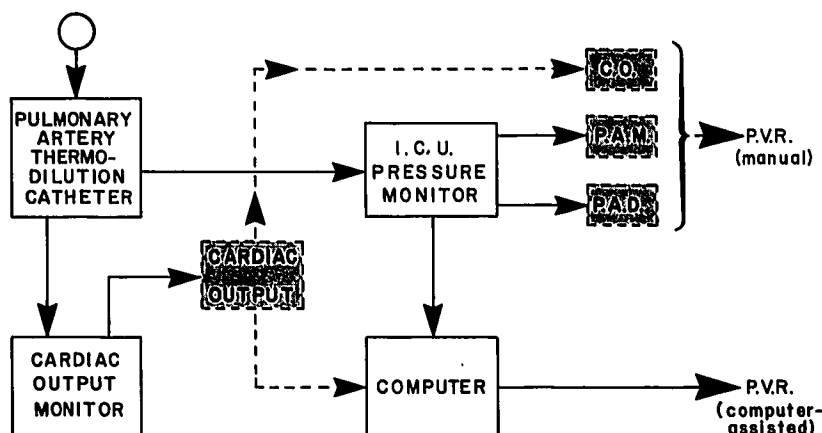 PULMONARY
ARTERY
THERMO-
DILUTION
CATHETER
I.C.U.
PRESSURE
MONITOR
C.O.
P.A.M.
P.A.D.
P.V.R.
(manual)
CARDIAC
OUTPUT
CARDIAC
OUTPUT
MONITOR
COMPUTER
P.V.R.
(computer-
assisted)